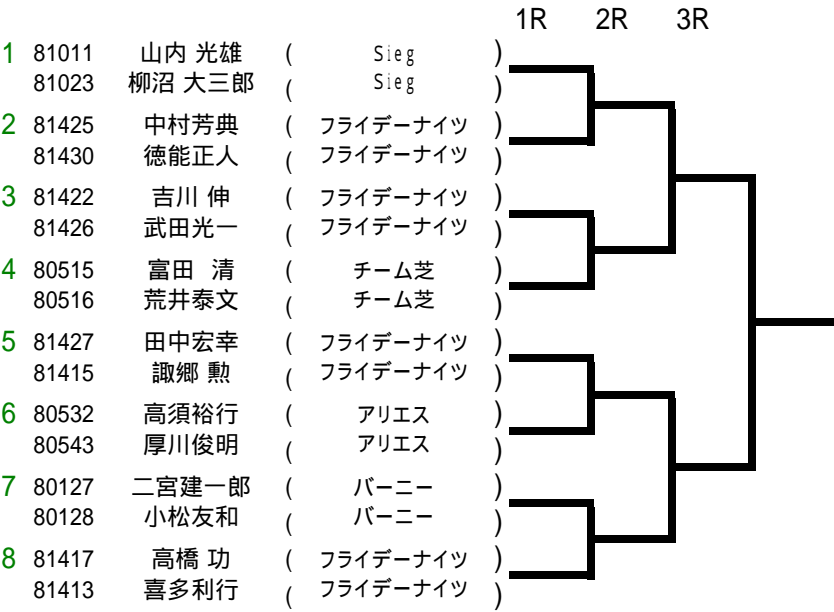 1R 2R 3R
1 81011 山内 光雄 ( Sieg )
81023 柳沼 大三郎 ( Sieg )
2 81425 中村芳典 ( フライデーナイツ )
81430 徳能正人 ( フライデーナイツ )
3 81422 吉川 伸 ( フライデーナイツ )
81426 武田光一 ( フライデーナイツ )
4 80515 富田 清 ( チーム芝 )
80516 荒井泰文 ( チーム芝 )
5 81427 田中宏幸 ( フライデーナイツ )
81415 諏郷 勲 ( フライデーナイツ )
6 80532 高須裕行 ( アリエス )
80543 厚川俊明 ( アリエス )
7 80127 二宮建一郎 ( バーニー )
80128 小松友和 ( バーニー )
8 81417 高橋 功 ( フライデーナイツ )
81413 喜多利行 ( フライデーナイツ )